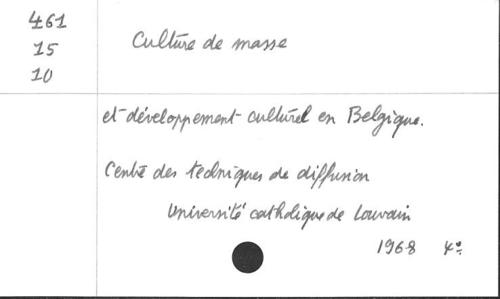 461
15
10
Culture de masse
et développement culturel en Belgique.
Centre des techniques de diffusion
Université catholique de Louvain
1968 4°